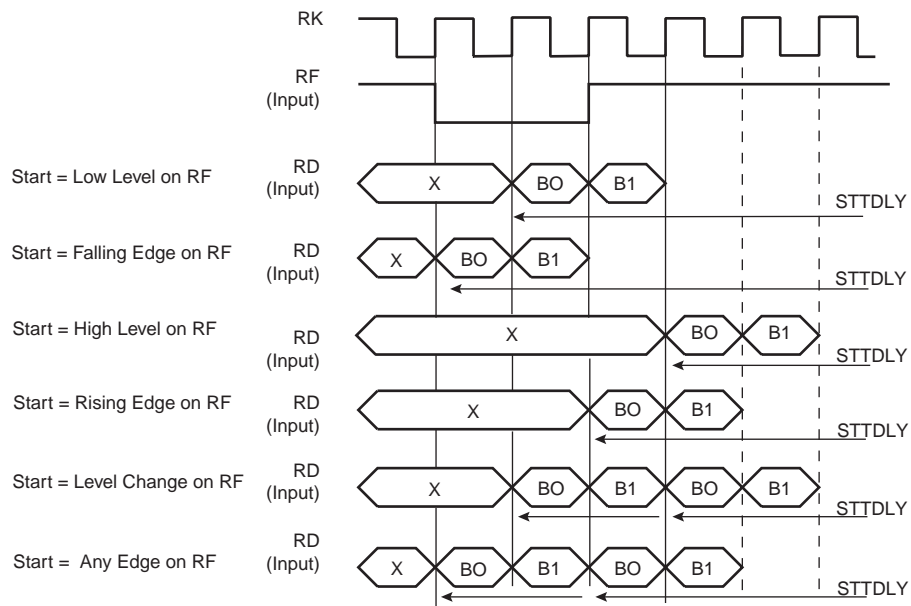 RK
RF
(Input)
Start = Low Level on RF
RD
(Input)
X
BO
B1
STTDLY
Start = Falling Edge on RF
RD
(Input)
X
BO
B1
STTDLY
Start = High Level on RF
RD
(Input)
X
BO
B1
STTDLY
Start = Rising Edge on RF
RD
(Input)
X
BO
B1
STTDLY
Start = Level Change on RF
RD
(Input)
X
BO
B1
BO
B1
STTDLY
Start = Any Edge on RF
RD
(Input)
X
BO
B1
BO
B1
STTDLY